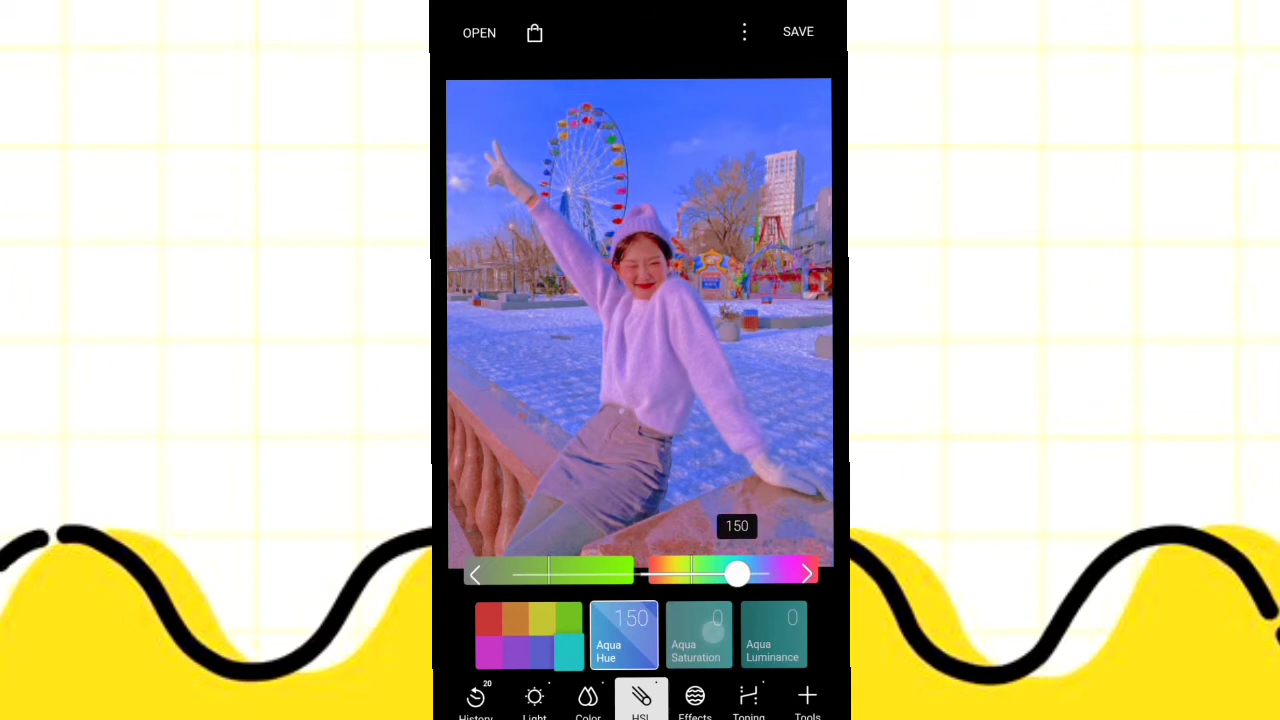 OPEN
SAVE
150
150
Aqua
Hue
0
Aqua
Saturation
0
Aqua
Luminance
20
History
Light
Color
HSL
Effects
Toning
Tools